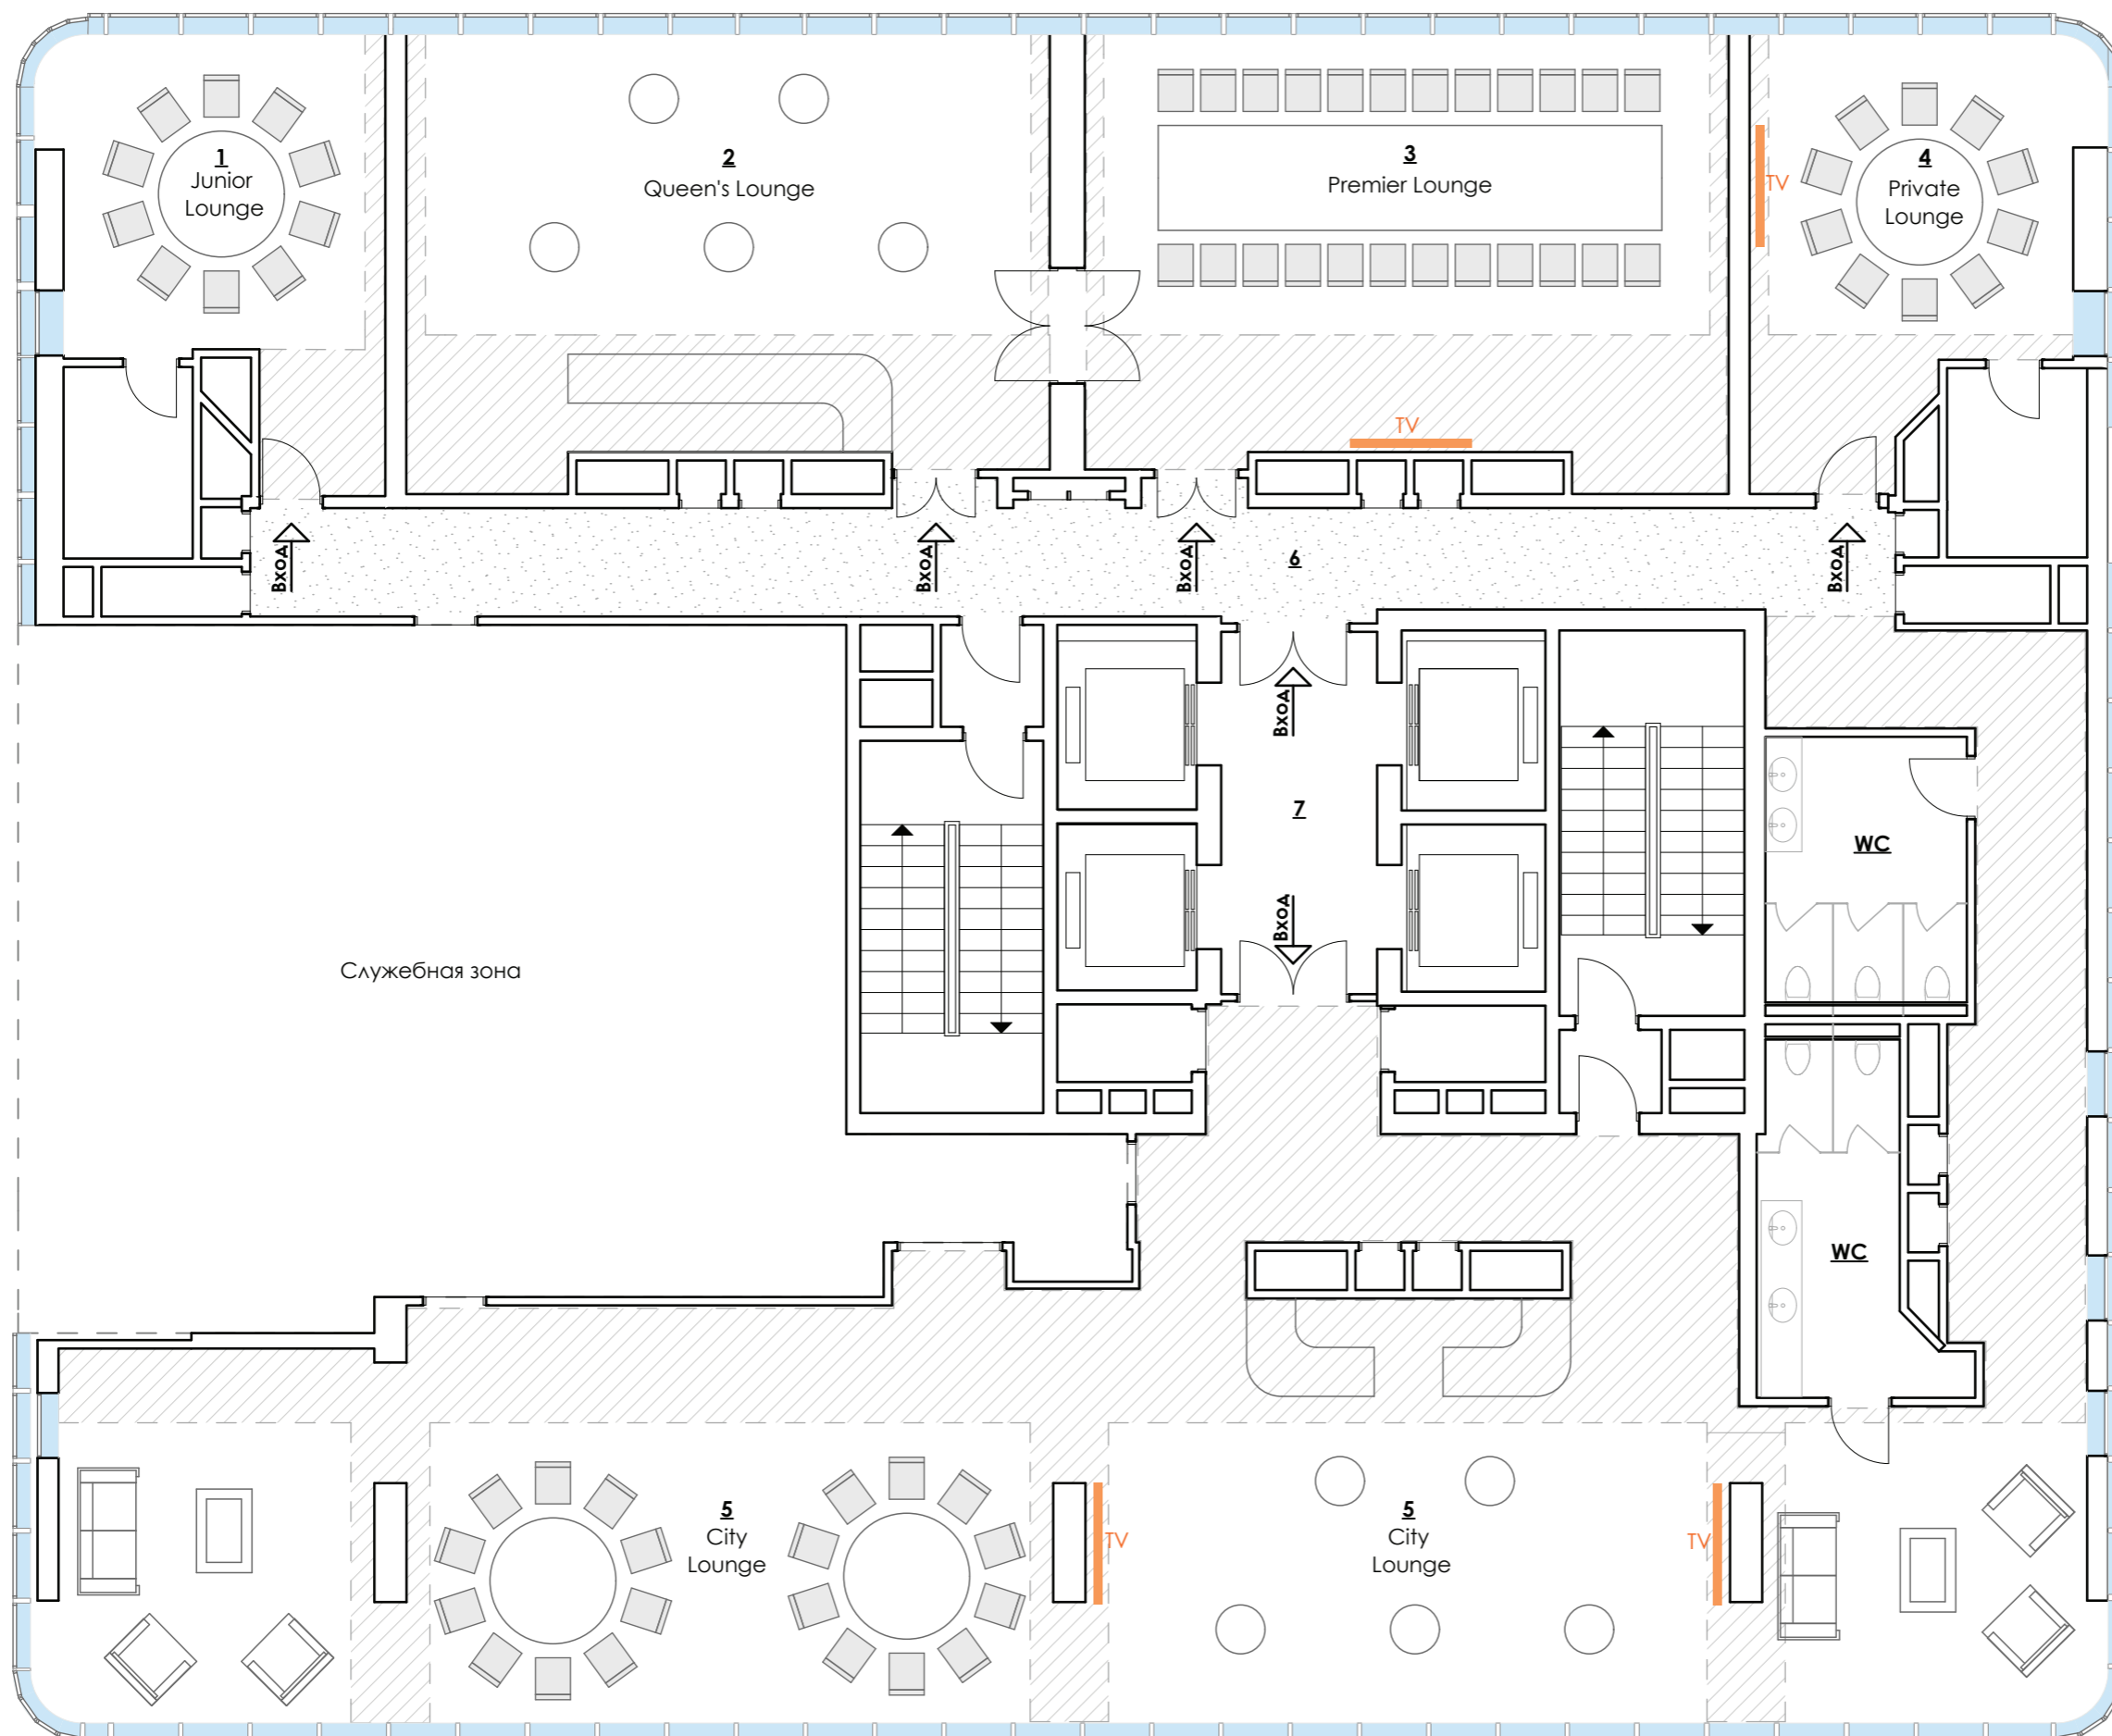 1
Junior
Lounge
2
Queen's Lounge
3
Premier Lounge
4
Private
Lounge
TV
TV
Вход
Вход
Вход
6
Вход
Вход
7
WC
Вход
Служебная зона
WC
5
City
Lounge
TV
5
City
Lounge
TV